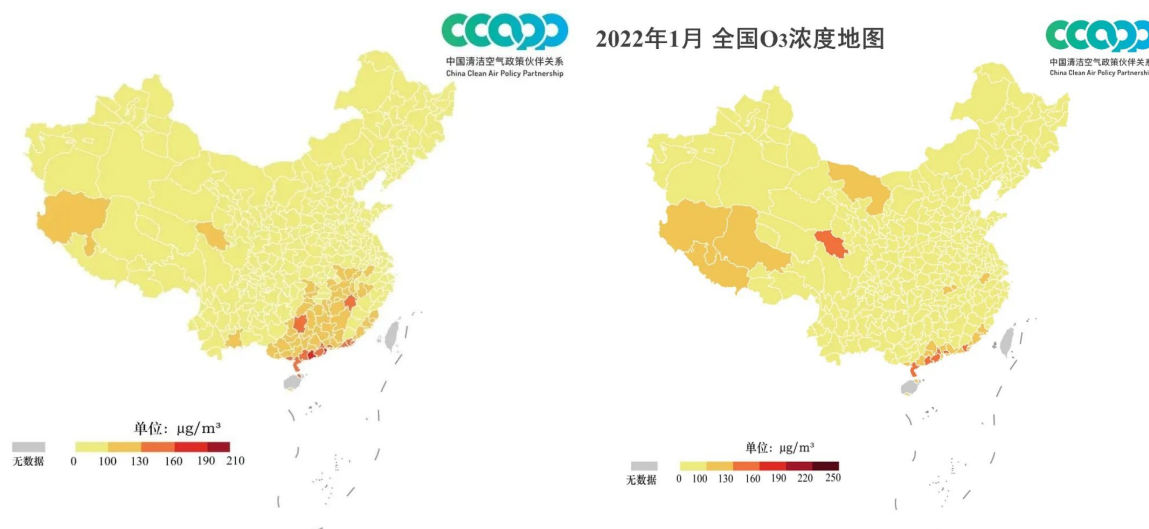 ccapp
中国清洁空气政策伙伴关系
China Clean Air Policy Partnership
单位：μg/m³
无数据
0 100 130 160 190 210
2022年1月 全国O₃浓度地图
ccapp
中国清洁空气政策伙伴关系
China Clean Air Policy Partnership
单位：μg/m³
无数据
0 100 130 160 190 220 250